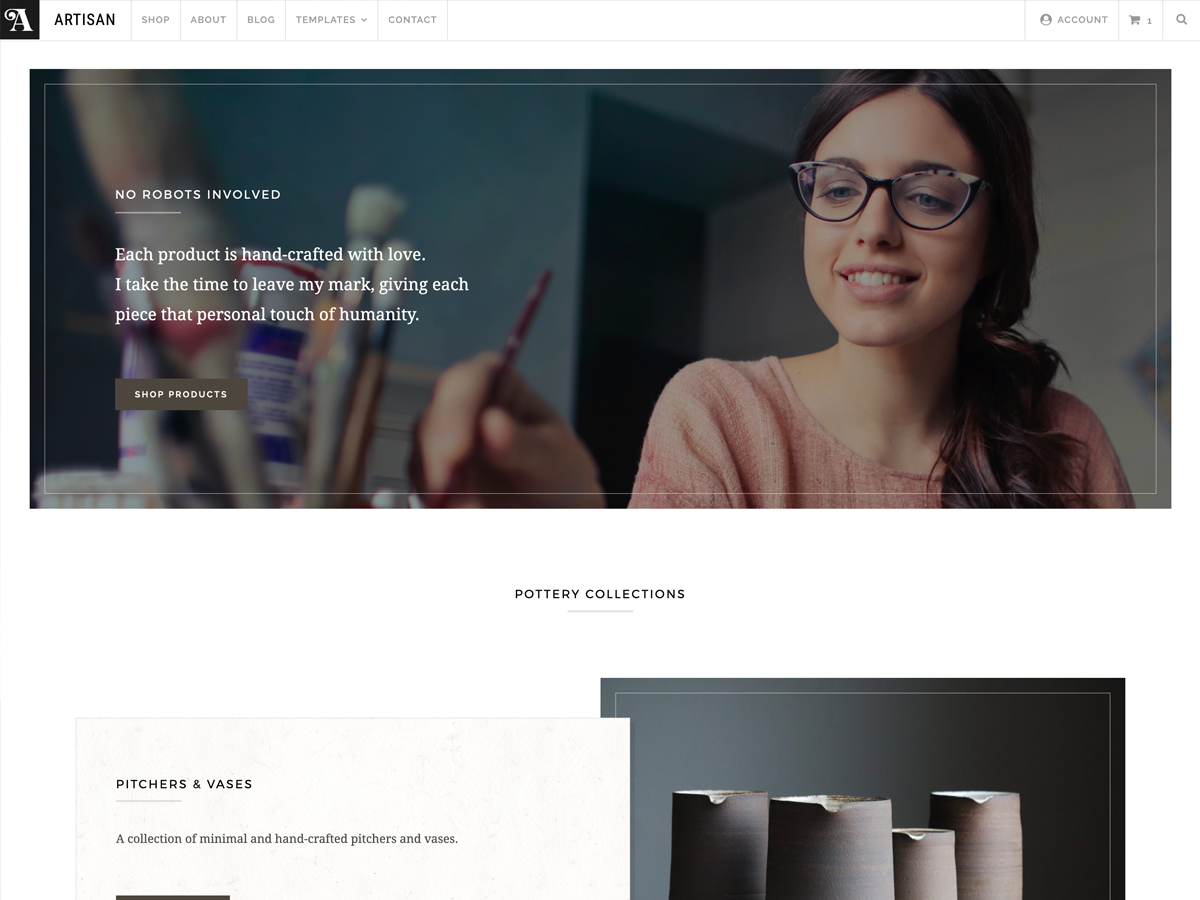 A ARTISAN SHOP ABOUT BLOG TEMPLATES CONTACT ACCOUNT 1
NO ROBOTS INVOLVED
Each product is hand-crafted with love.
I take the time to leave my mark, giving each
piece that personal touch of humanity.
SHOP PRODUCTS
POTTERY COLLECTIONS
PITCHERS & VASES
A collection of minimal and hand-crafted pitchers and vases.